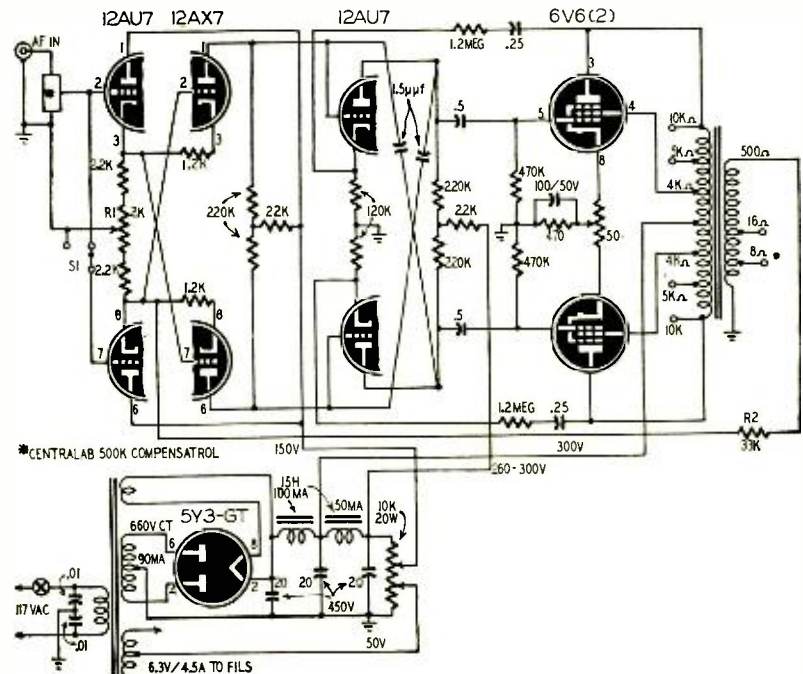 12AU7 12AX7 12AU7 6V6(2)
AF IN
1 1
2 2
3 3
1.2MEG .25
3
5 4
8
1.5µµf
.5
10KΩ
5KΩ
4KΩ
500Ω
16Ω
8Ω *
2.2K
1.2K
R1 2K
S1
220K
22K
120K
220K
22K
220K
470K
100/50V
470
50
470K
4KΩ
5KΩ
10K
2.2K
1.2K
8 8
7 7
6 6
.5
1.2MEG .25
R2
33K
*CENTRALAB 500K COMPENSATROL
150V
300V
260-300V
15H
100MA
50MA
10K
20W
5Y3-GT
660V CT
90MA
6
8
2
2
20
20
20
450V
.01
117VAC
.01
50V
6.3V/4.5A TO FILS